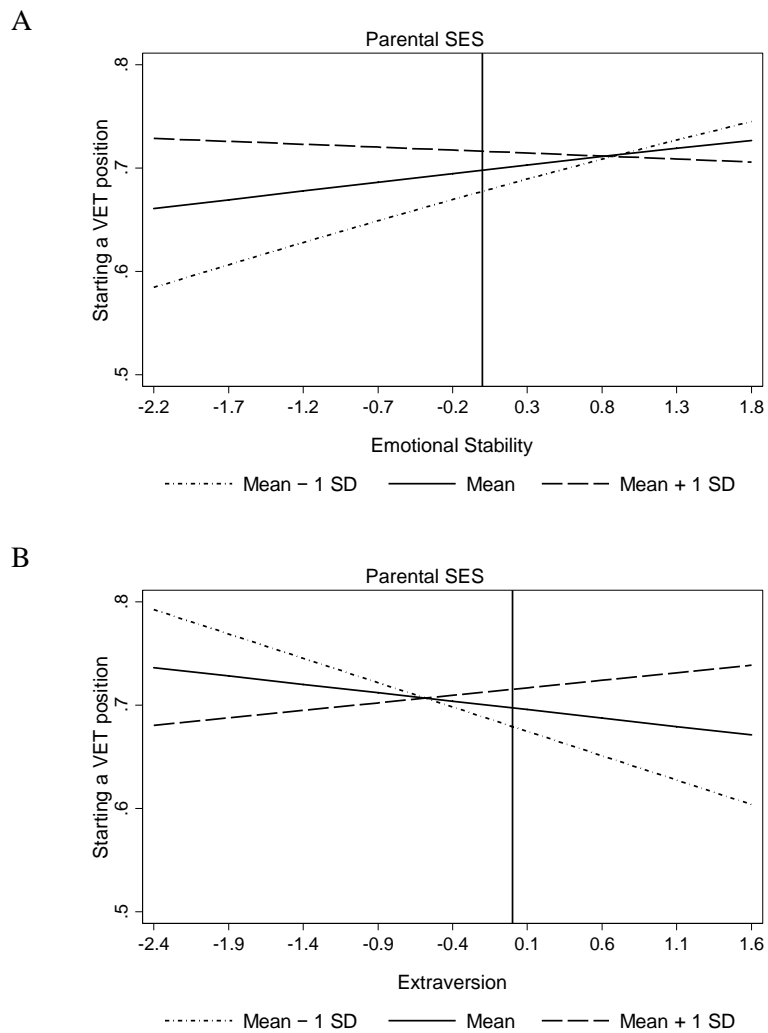 A
Parental SES
Starting a VET position
.8
.7
.6
.5
-2.2 -1.7 -1.2 -0.7 -0.2 0.3 0.8 1.3 1.8
Emotional Stability
Mean − 1 SD Mean Mean + 1 SD
B
Parental SES
Starting a VET position
.8
.7
.6
.5
-2.4 -1.9 -1.4 -0.9 -0.4 0.1 0.6 1.1 1.6
Extraversion
Mean − 1 SD Mean Mean + 1 SD